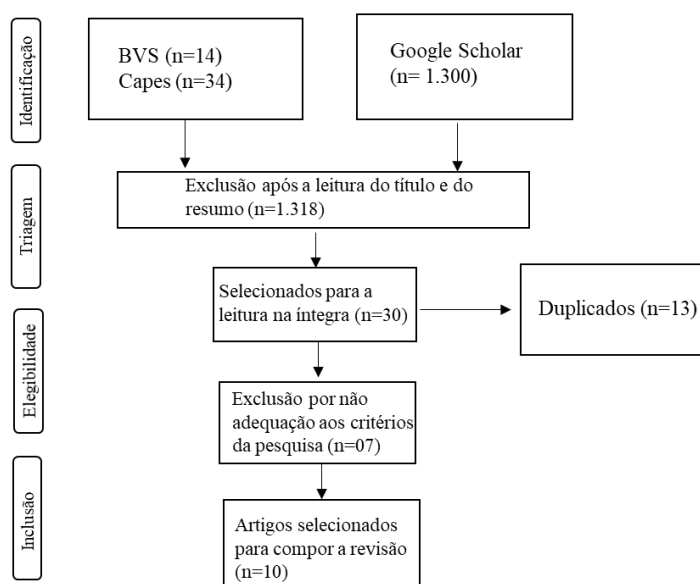 Identificação
BVS (n=14)
Capes (n=34)
Google Scholar
(n= 1.300)
Triagem
Exclusão após a leitura do título e do
resumo (n=1.318)
Selecionados para a
leitura na íntegra (n=30)
Duplicados (n=13)
Elegibilidade
Exclusão por não
adequação aos critérios
da pesquisa (n=07)
Inclusão
Artigos selecionados
para compor a revisão
(n=10)